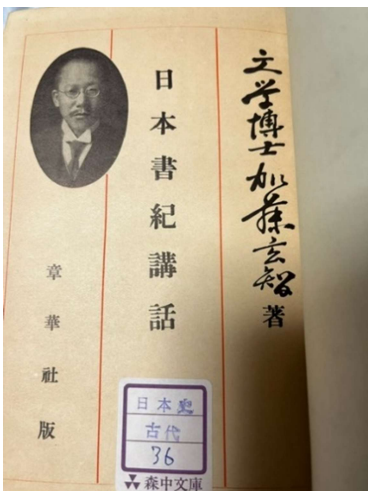 文学博士加藤玄智著
日本書紀講話
章華社版
日本史
古代
36
森中文庫